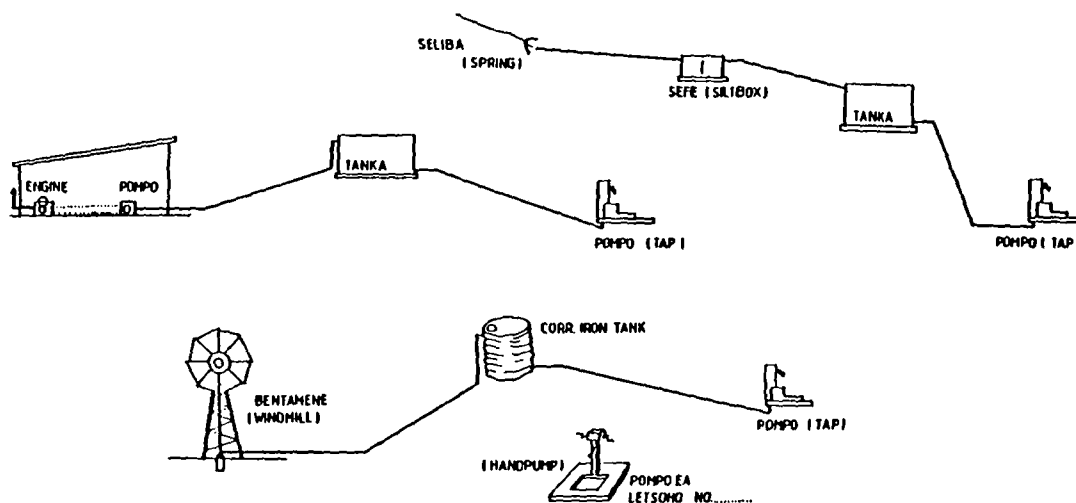 SELIBA
(SPRING)
SEFE (SILTBOX)
TANKA
POMPO ( TAP
ENGINE
POMPO
TANKA
POMPO (TAP)
CORR. IRON TANK
BENTAMENE
(WINDMILL)
POMPO (TAP)
(HANDPUMP)
POMPO EA
LETSOHO NO...........